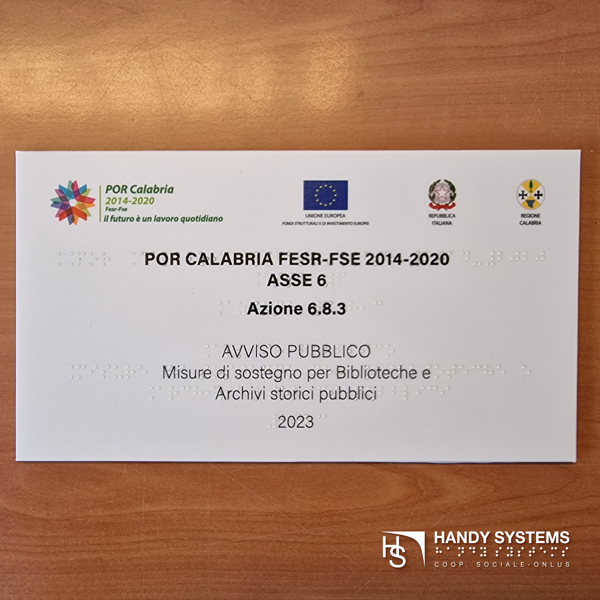 POR Calabria
2014-2020
Fesr-Fse
il futuro è un lavoro quotidiano
UNIONE EUROPEA
FONDI STRUTTURALI E DI INVESTIMENTO EUROPEI
REPUBBLICA
ITALIANA
REGIONE
CALABRIA
POR CALABRIA FESR-FSE 2014-2020
ASSE 6
Azione 6.8.3
AVVISO PUBBLICO
Misure di sostegno per Biblioteche e
Archivi storici pubblici
2023
HS
HANDY SYSTEMS
⠓⠁⠝⠙⠽ ⠎⠽⠎⠞⠑⠍⠎
COOP. SOCIALE-ONLUS